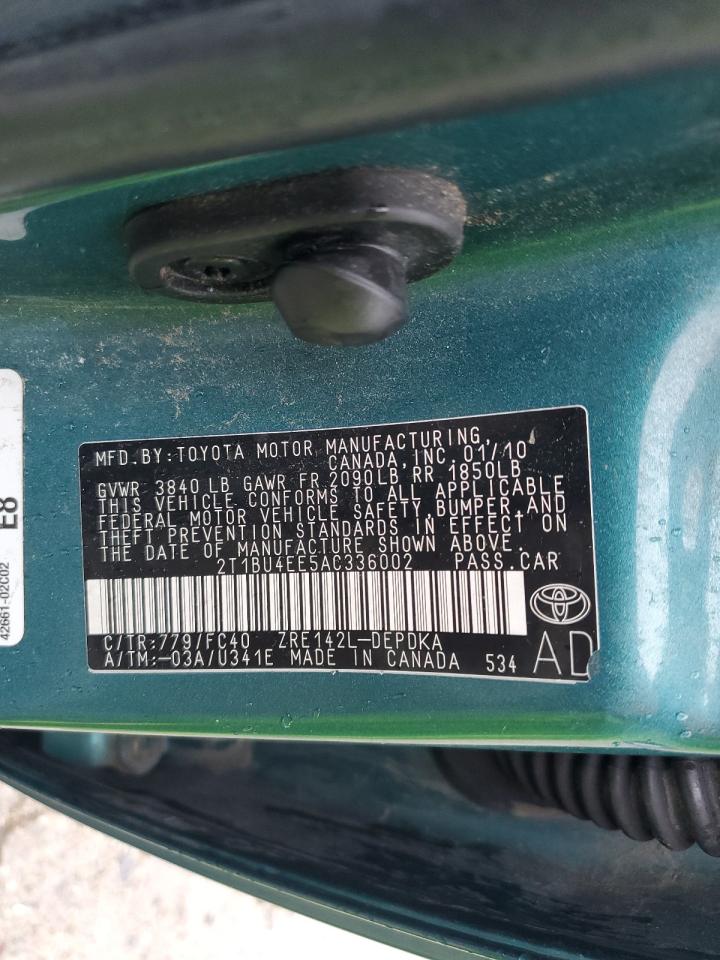 MFD.BY:TOYOTA MOTOR MANUFACTURING,
CANADA,INC.01/10
GVWR 3840 LB GAWR FR 2090LB RR 1850LB
THIS VEHICLE CONFORMS TO ALL APPLICABLE
FEDERAL MOTOR VEHICLE SAFETY,BUMPER,AND
THEFT PREVENTION STANDARDS IN EFFECT ON
THE DATE OF MANUFACTURE SHOWN ABOVE.
2T1BU4EE5AC336002 PASS.CAR
C/TR:779/FC40 ZRE142L-DEPDKA
A/TM:-03A/U341E MADE IN CANADA 534 AD
E8
42661-02C02